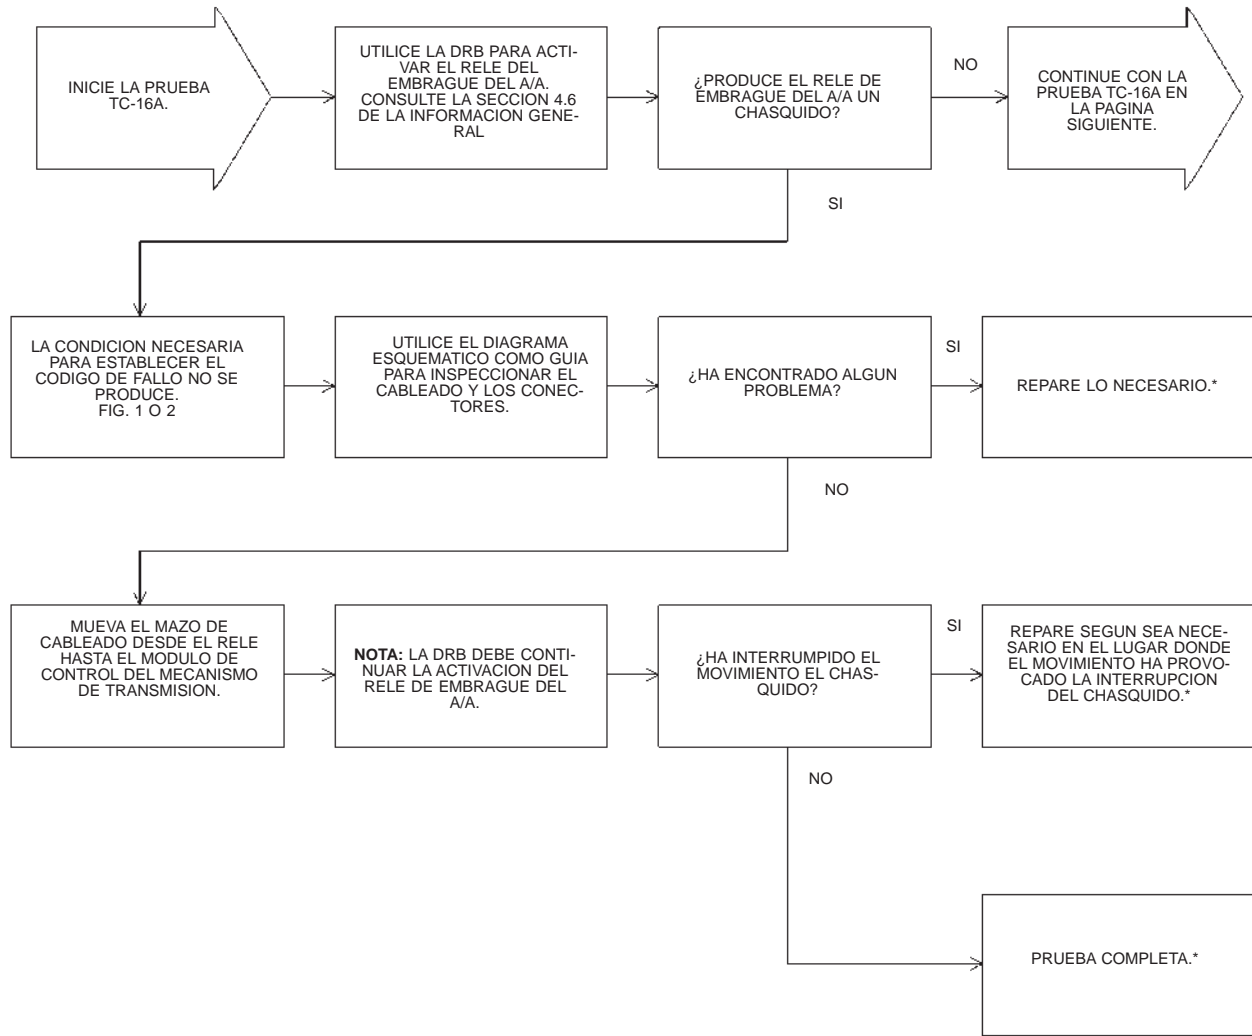 INICIE LA PRUEBA
TC-16A.
UTILICE LA DRB PARA ACTI-
VAR EL RELE DEL
EMBRAGUE DEL A/A.
CONSULTE LA SECCION 4.6
DE LA INFORMACION GENE-
RAL
¿PRODUCE EL RELE DE
EMBRAGUE DEL A/A UN
CHASQUIDO?
NO
CONTINUE CON LA
PRUEBA TC-16A EN
LA PAGINA
SIGUIENTE.
SI
LA CONDICION NECESARIA
PARA ESTABLECER EL
CODIGO DE FALLO NO SE
PRODUCE.
FIG. 1 O 2
UTILICE EL DIAGRAMA
ESQUEMATICO COMO GUIA
PARA INSPECCIONAR EL
CABLEADO Y LOS CONEC-
TORES.
¿HA ENCONTRADO ALGUN
PROBLEMA?
SI
REPARE LO NECESARIO.*
NO
MUEVA EL MAZO DE
CABLEADO DESDE EL RELE
HASTA EL MODULO DE
CONTROL DEL MECANISMO
DE TRANSMISION.
NOTA: LA DRB DEBE CONTI-
NUAR LA ACTIVACION DEL
RELE DE EMBRAGUE DEL
A/A.
¿HA INTERRUMPIDO EL
MOVIMIENTO EL CHAS-
QUIDO?
SI
REPARE SEGUN SEA NECE-
SARIO EN EL LUGAR DONDE
EL MOVIMIENTO HA PROVO-
CADO LA INTERRUPCION
DEL CHASQUIDO.*
NO
PRUEBA COMPLETA.*